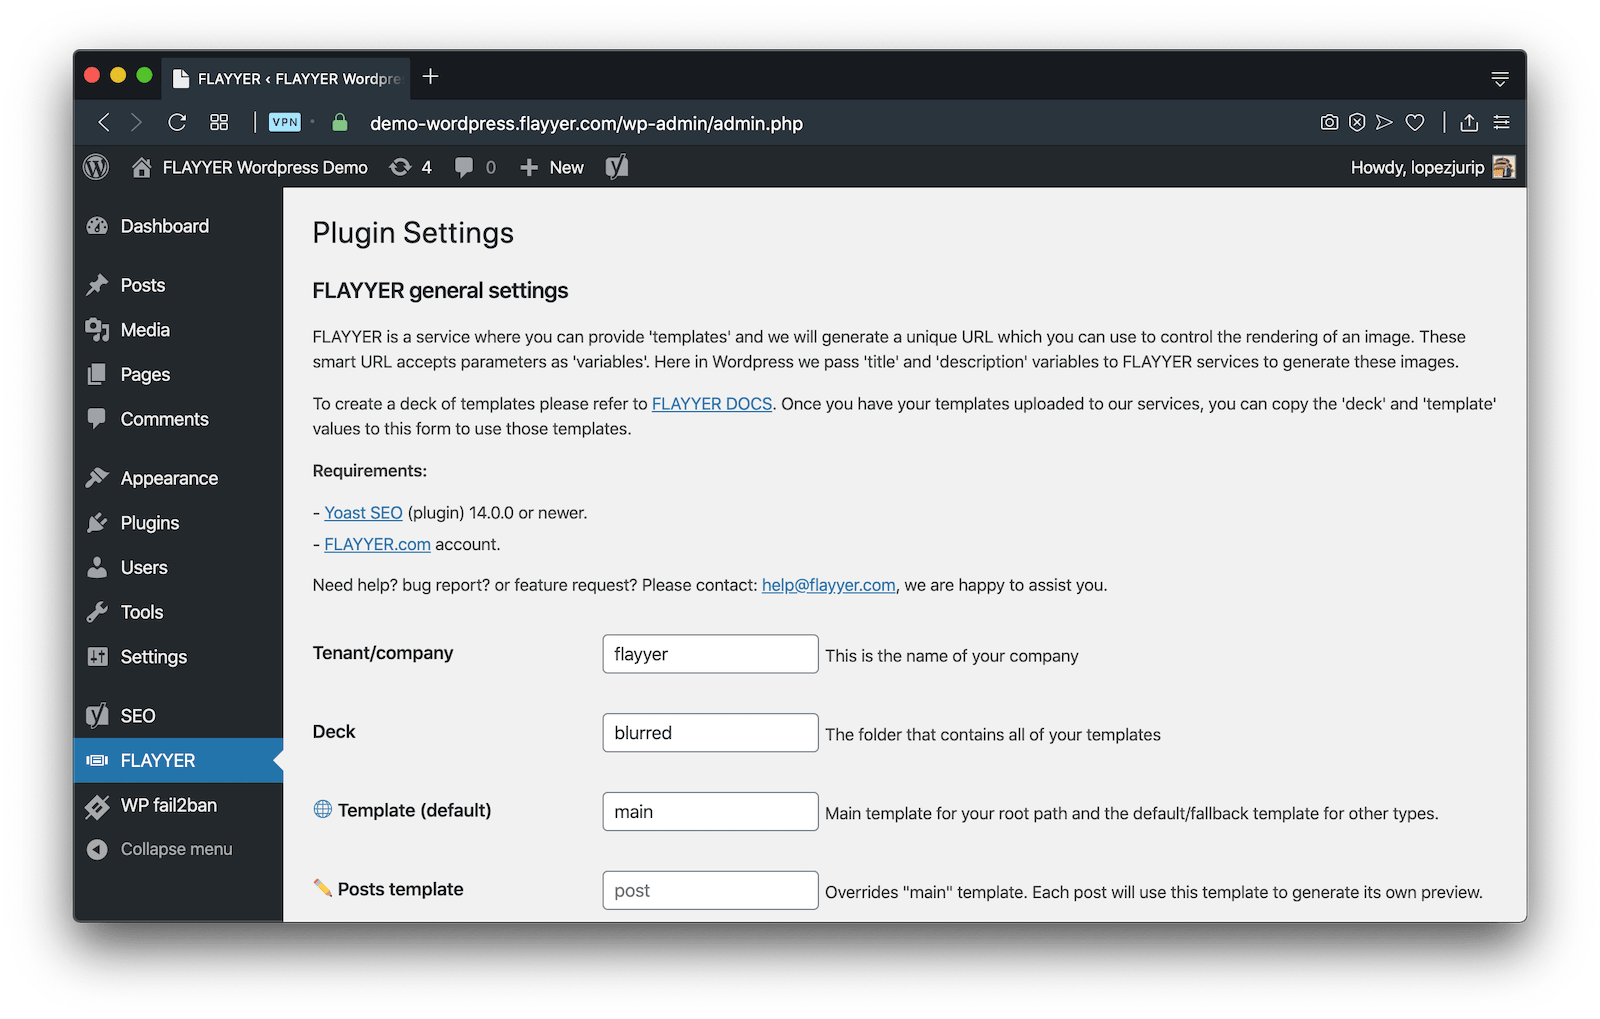 FLAYYER ‹ FLAYYER Wordpre
VPN
demo-wordpress.flayyer.com/wp-admin/admin.php
FLAYYER Wordpress Demo 4 0 New Howdy, lopezjurip
Dashboard
Posts
Media
Pages
Comments
Appearance
Plugins
Users
Tools
Settings
SEO
FLAYYER
WP fail2ban
Collapse menu
Plugin Settings
FLAYYER general settings
FLAYYER is a service where you can provide 'templates' and we will generate a unique URL which you can use to control the rendering of an image. These
smart URL accepts parameters as 'variables'. Here in Wordpress we pass 'title' and 'description' variables to FLAYYER services to generate these images.
To create a deck of templates please refer to FLAYYER DOCS. Once you have your templates uploaded to our services, you can copy the 'deck' and 'template'
values to this form to use those templates.
Requirements:
- Yoast SEO (plugin) 14.0.0 or newer.
- FLAYYER.com account.
Need help? bug report? or feature request? Please contact: help@flayyer.com, we are happy to assist you.
Tenant/company flayyer This is the name of your company
Deck blurred The folder that contains all of your templates
Template (default) main Main template for your root path and the default/fallback template for other types.
Posts template post Overrides "main" template. Each post will use this template to generate its own preview.